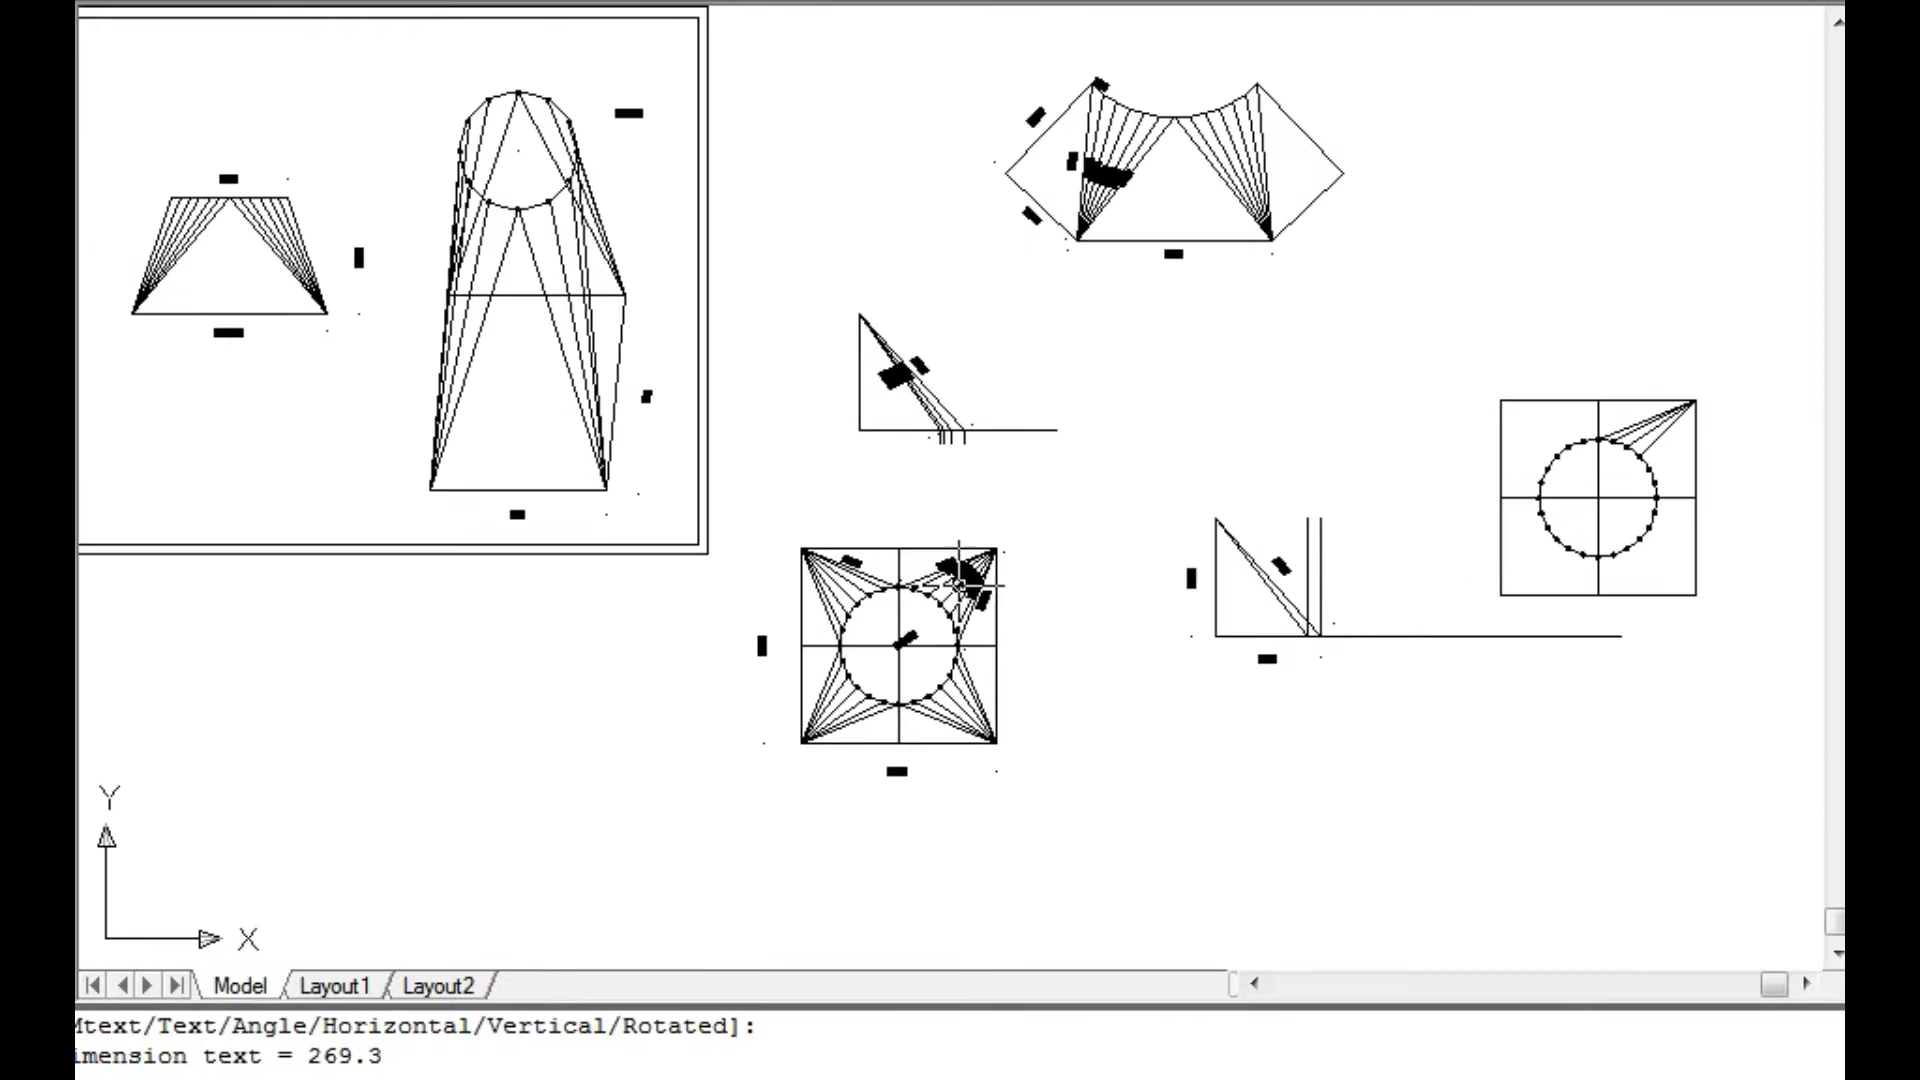 Y
X
Model Layout1 Layout2
Mtext/Text/Angle/Horizontal/Vertical/Rotated]:
imension text = 269.3